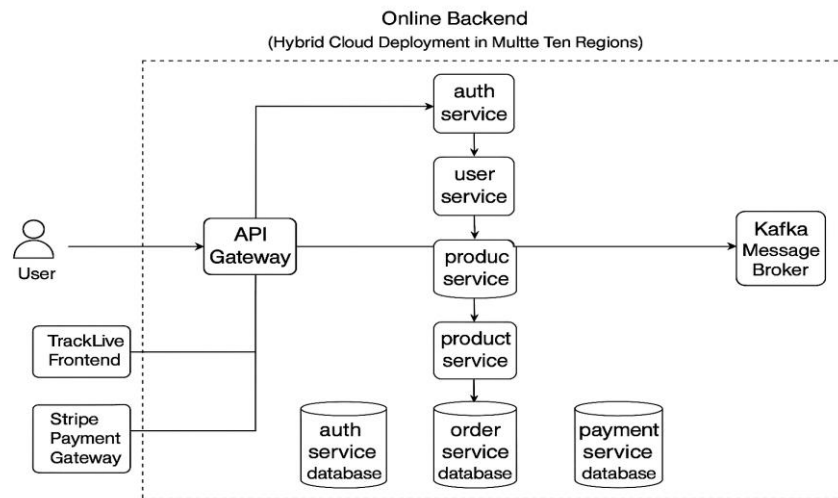 Online Backend
(Hybrid Cloud Deployment in Multte Ten Regions)
auth
service
user
service
User
API
Gateway
produc
service
Kafka
Message
Broker
TrackLive
Frontend
product
service
Stripe
Payment
Gateway
auth
service
database
order
service
database
payment
service
database